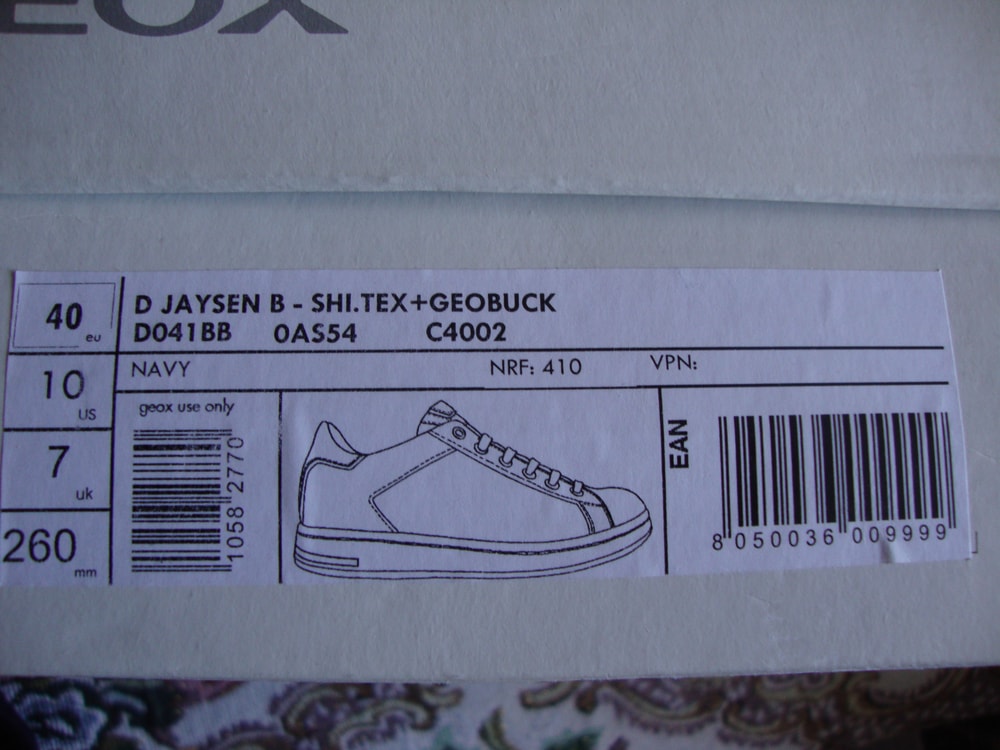 EOX
40 eu
10 US
7 uk
260 mm
D JAYSEN B - SHI.TEX+GEOBUCK
D041BB 0AS54 C4002
NAVY NRF: 410 VPN:
geox use only
1058 2770
EAN
8 050036 009999